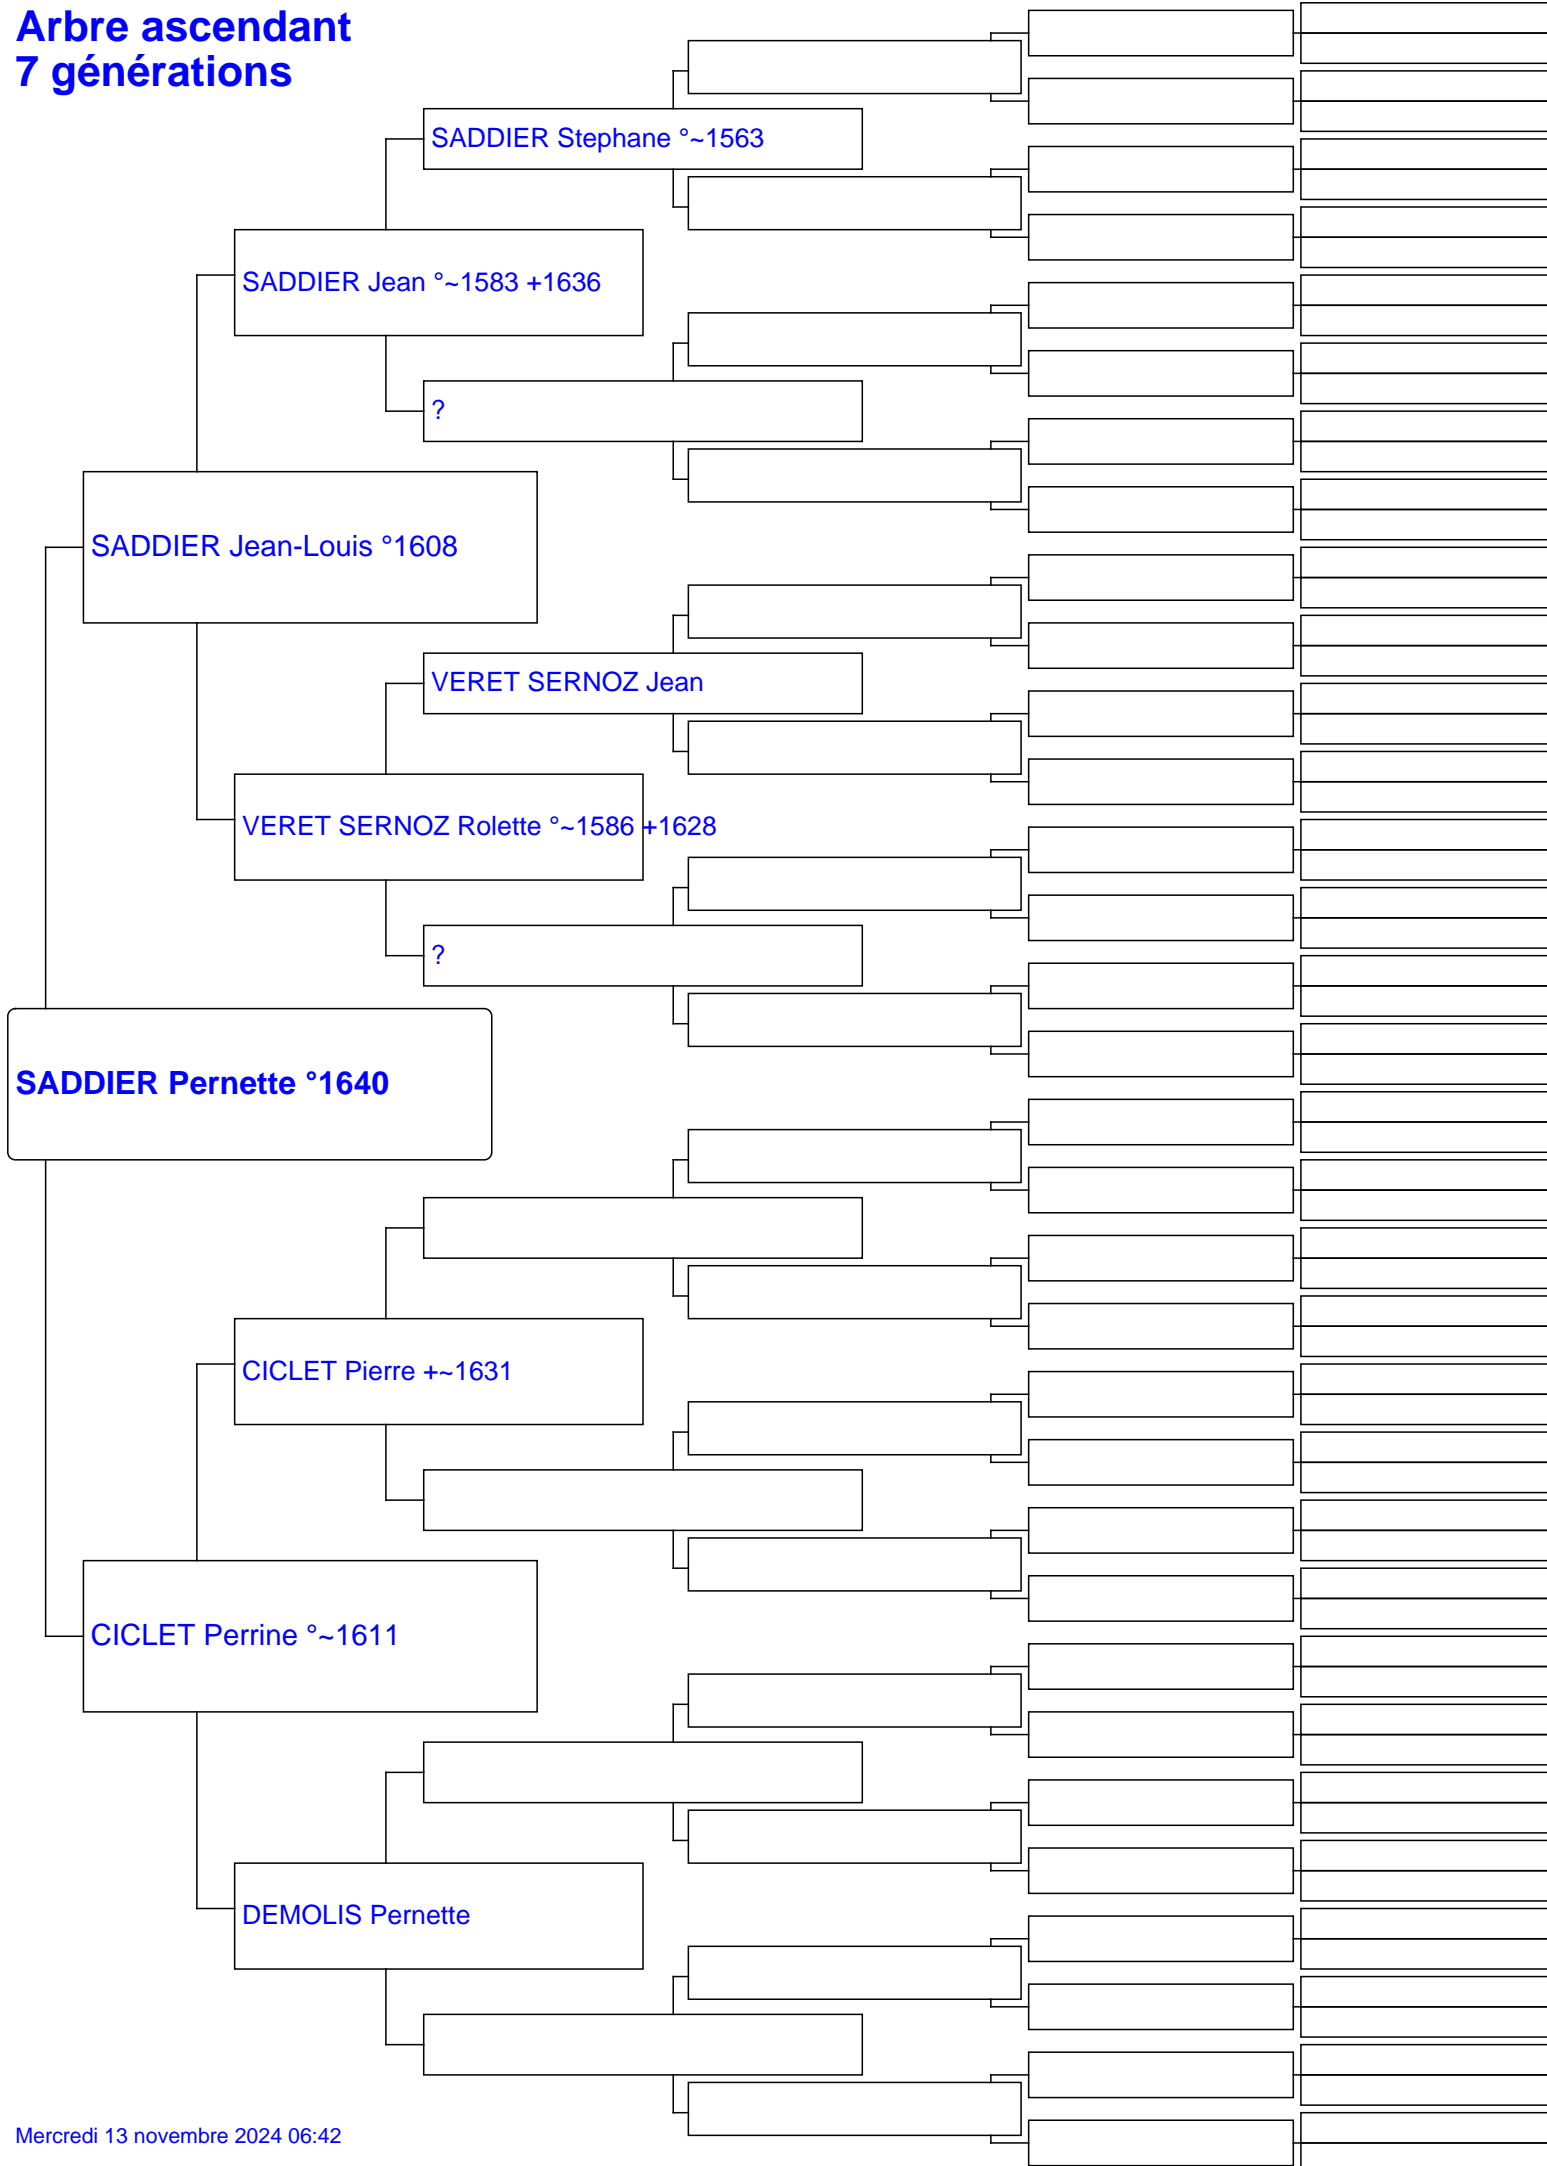 Arbre ascendant
7 générations
SADDIER Stephane °~1563
SADDIER Jean °~1583 +1636
?
SADDIER Jean-Louis °1608
VERET SERNOZ Jean
VERET SERNOZ Rolette °~1586 +1628
?
SADDIER Pernette °1640
CICLET Pierre +~1631
CICLET Perrine °~1611
DEMOLIS Pernette
Mercredi 13 novembre 2024 06:42